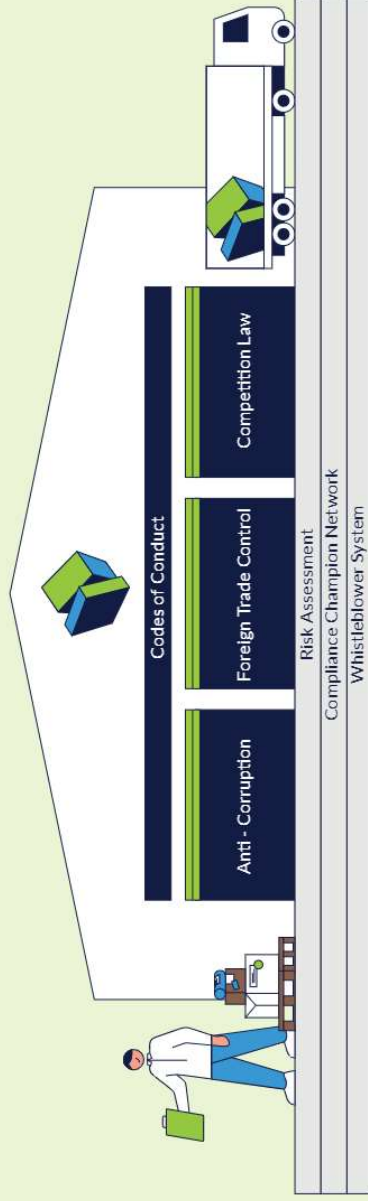 Codes of Conduct
Anti - Corruption
Foreign Trade Control
Competition Law
Risk Assessment
Compliance Champion Network
Whistleblower System